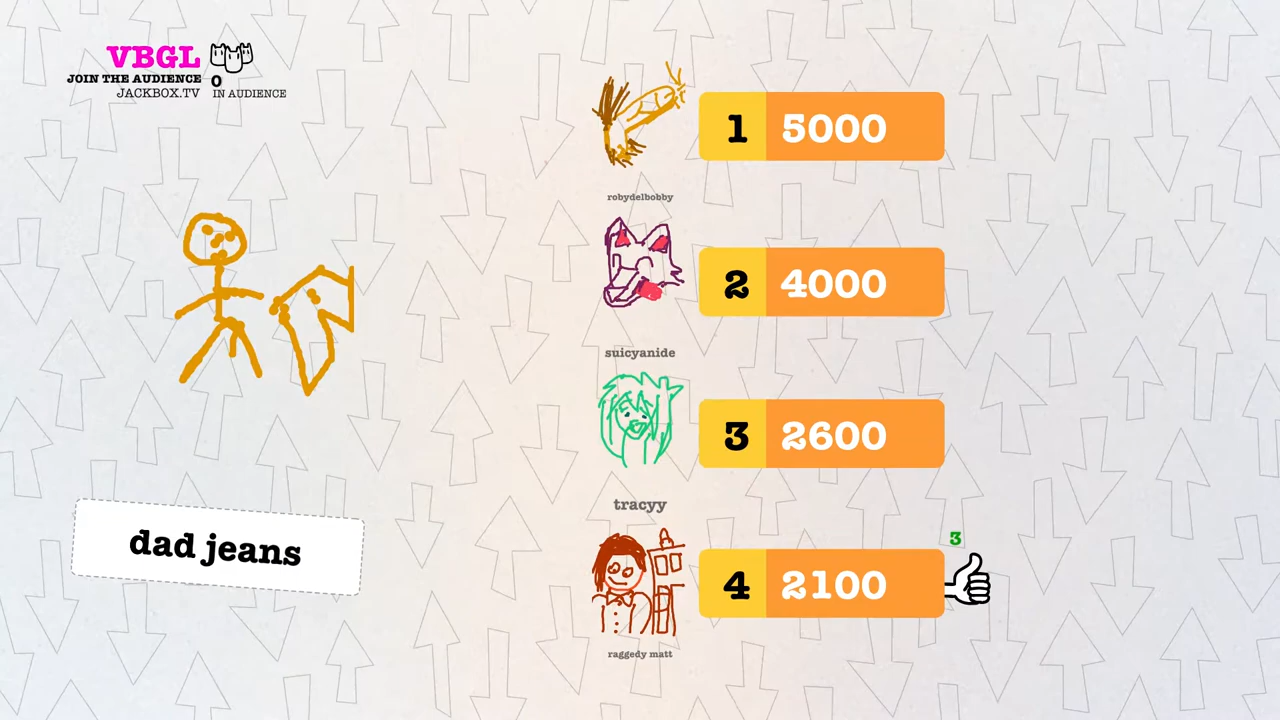 VBGL
JOIN THE AUDIENCE
JACKBOX.TV
0
IN AUDIENCE
dad jeans
1 5000
robydelbobby
2 4000
suicyanide
3 2600
tracyy
3
4 2100
raggedy matt